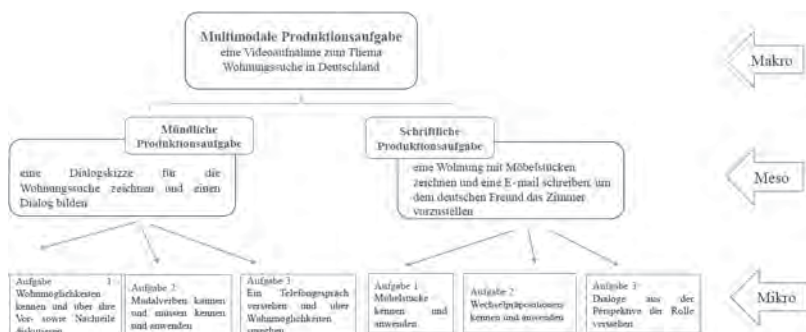 Multimodale Produktionsaufgabe
eine Videoaufnahme zum Thema
Wohnungssuche in Deutschland
Makro
Mündliche
Produktionsaufgabe
Schriftliche
Produktionsaufgabe
eine Dialogskizze für die
Wohnungssuche zeichnen und einen
Dialog bilden
eine Wohnung mit Möbelstücken
zeichnen und eine E-mail schreiben, um
dem deutschen Freund das Zimmer
vorzustellen
Meso
Aufgabe 1
Wohnmöglichkeiten
kennen und über ihre
Vor- sowie Nachteile
diskutieren
Aufgabe 2
Modalverben können
und müssen kennen
und anwenden
Aufgabe 3
Ein Telefongespräch
verstehen und über
Wohnmöglichkeiten
sprechen
Aufgabe 1
Möbelstücke
kennen und
anwenden
Aufgabe 2
Wechselpräpositionen
kennen und anwenden
Aufgabe 3
Dialoge aus der
Perspektive der Rolle
verstehen
Mikro